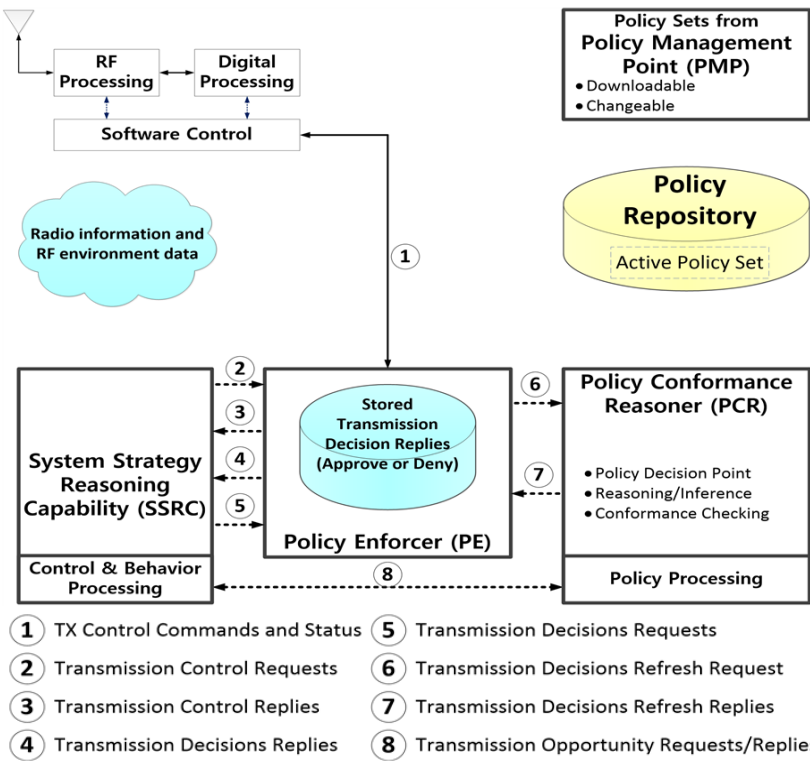 RF
Processing
Digital
Processing
Software Control
Policy Sets from
Policy Management
Point (PMP)
• Downloadable
• Changeable
Radio information and
RF environment data
Policy
Repository
Active Policy Set
1
System Strategy
Reasoning
Capability (SSRC)
Control & Behavior
Processing
2
3
4
5
Stored
Transmission
Decision Replies
(Approve or Deny)
Policy Enforcer (PE)
6
7
8
Policy Conformance
Reasoner (PCR)
• Policy Decision Point
• Reasoning/Inference
• Conformance Checking
Policy Processing
1 TX Control Commands and Status
2 Transmission Control Requests
3 Transmission Control Replies
4 Transmission Decisions Replies
5 Transmission Decisions Requests
6 Transmission Decisions Refresh Request
7 Transmission Decisions Refresh Replies
8 Transmission Opportunity Requests/Replie